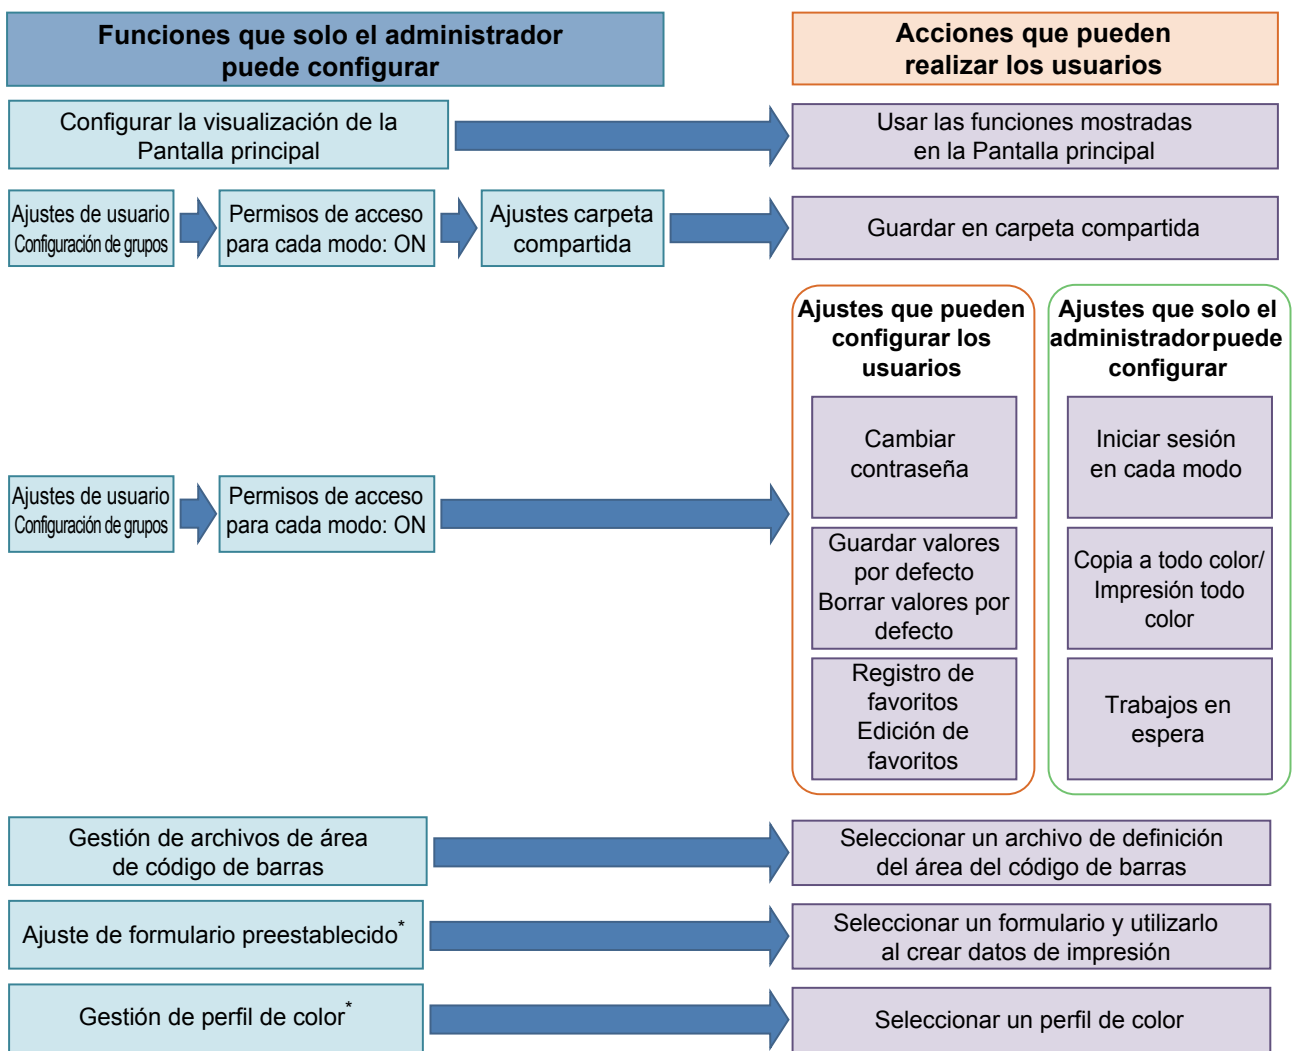 Funciones que solo el administrador
puede configurar
Acciones que pueden
realizar los usuarios
Configurar la visualización de la
Pantalla principal
Usar las funciones mostradas
en la Pantalla principal
Ajustes de usuario
Configuración de grupos
Permisos de acceso
para cada modo: ON
Ajustes carpeta
compartida
Guardar en carpeta compartida
Ajustes que pueden
configurar los
usuarios
Ajustes que solo el
administrador puede
configurar
Ajustes de usuario
Configuración de grupos
Permisos de acceso
para cada modo: ON
Cambiar
contraseña
Iniciar sesión
en cada modo
Guardar valores
por defecto
Borrar valores por
defecto
Copia a todo color/
Impresión todo
color
Registro de
favoritos
Edición de
favoritos
Trabajos en
espera
Gestión de archivos de área
de código de barras
Seleccionar un archivo de definición
del área del código de barras
Ajuste de formulario preestablecido*
Seleccionar un formulario y utilizarlo
al crear datos de impresión
Gestión de perfil de color*
Seleccionar un perfil de color